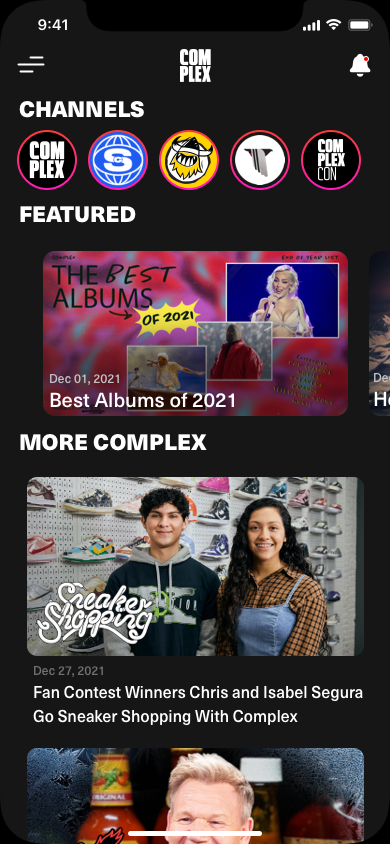 9:41
COM
PLEX
CHANNELS
COM
PLEX
S
COM
PLEX
CON
FEATURED
COMPLEX
END OF YEAR LIST
THE BEST
ALBUMS
OF 2021
Dec 01, 2021
Best Albums of 2021
De
H
MORE COMPLEX
Sneaker
Shopping
Dec 27, 2021
Fan Contest Winners Chris and Isabel Segura
Go Sneaker Shopping With Complex
ORIGINAL